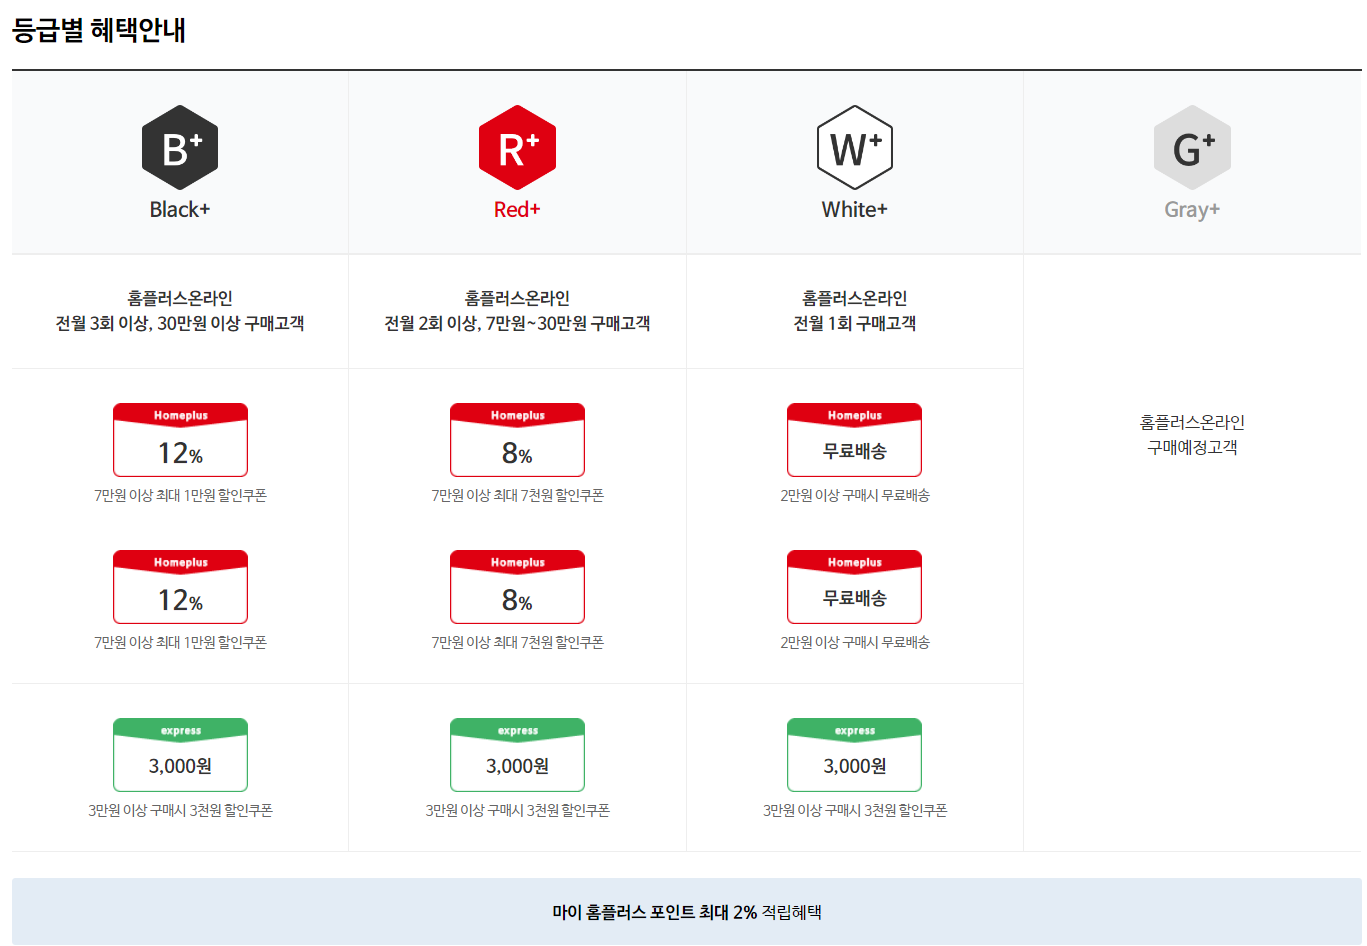 등급별 혜택안내
B+
Black+
R+
Red+
W+
White+
G+
Gray+
홈플러스온라인
전월 3회 이상, 30만원 이상 구매고객
홈플러스온라인
전월 2회 이상, 7만원~30만원 구매고객
홈플러스온라인
전월 1회 구매고객
홈플러스온라인
구매예정고객
Homeplus
12%
7만원 이상 최대 1만원 할인쿠폰
Homeplus
8%
7만원 이상 최대 7천원 할인쿠폰
Homeplus
무료배송
2만원 이상 구매시 무료배송
Homeplus
12%
7만원 이상 최대 1만원 할인쿠폰
Homeplus
8%
7만원 이상 최대 7천원 할인쿠폰
Homeplus
무료배송
2만원 이상 구매시 무료배송
express
3,000원
3만원 이상 구매시 3천원 할인쿠폰
express
3,000원
3만원 이상 구매시 3천원 할인쿠폰
express
3,000원
3만원 이상 구매시 3천원 할인쿠폰
마이 홈플러스 포인트 최대 2% 적립혜택